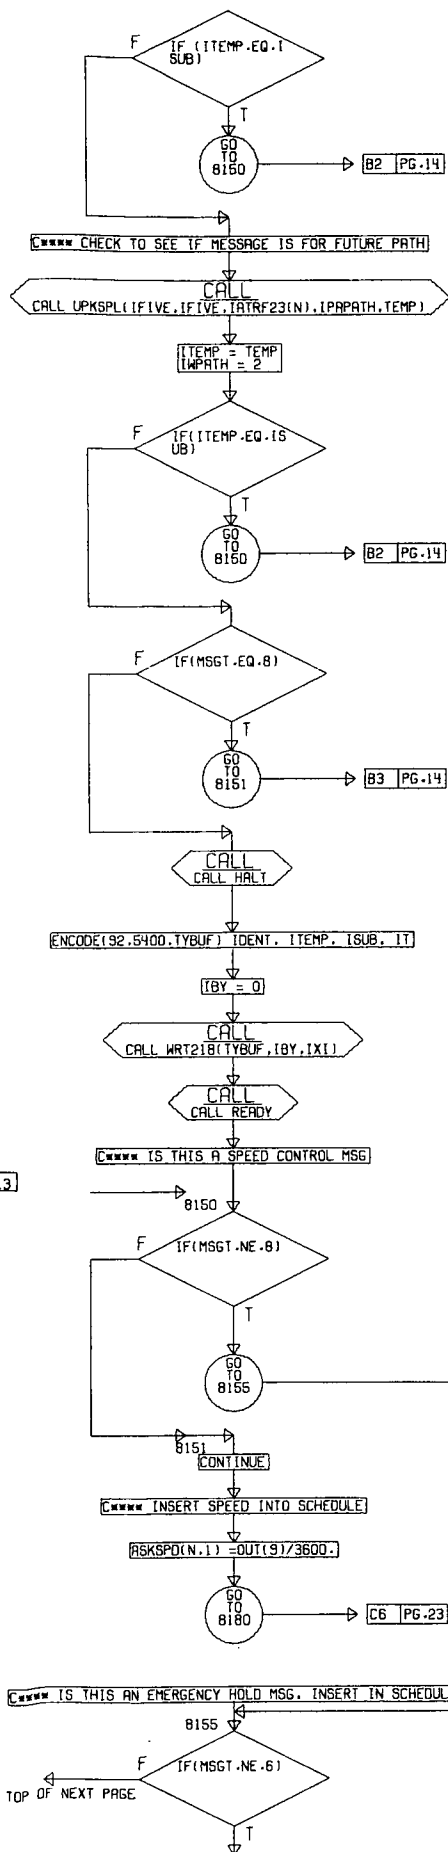 IF (ITEMP.EQ.I
SUB)
F
T
GO
TO
8150
B2 PG.14
C**** CHECK TO SEE IF MESSAGE IS FOR FUTURE PATH
CALL
CALL UPKSPL(IFIVE,IFIVE,IATRF23(N),IPAPATH,TEMP)
ITEMP = TEMP
IWPATH = 2
F
IF(ITEMP.EQ.IS
UB)
T
GO
TO
8150
B2 PG.14
F
IF(MSGT.EQ.8)
T
GO
TO
8151
B3 PG.14
CALL
CALL HALT
ENCODE(92,5400,TYBUF) IDENT, ITEMP, ISUB, IT
IBY = 0
CALL
CALL WRT218(TYBUF,IBY,IXI)
CALL
CALL READY
C**** IS THIS A SPEED CONTROL MSG
3
8150
F
IF(MSGT.NE.8)
T
GO
TO
8155
8151
CONTINUE
C**** INSERT SPEED INTO SCHEDULE
ASKSPD(N,1) =OUT(9)/3600.
GO
TO
8180
C6 PG.23
C**** IS THIS AN EMERGENCY HOLD MSG. INSERT IN SCHEDUL
8155
F
IF(MSGT.NE.6)
TOP OF NEXT PAGE
T